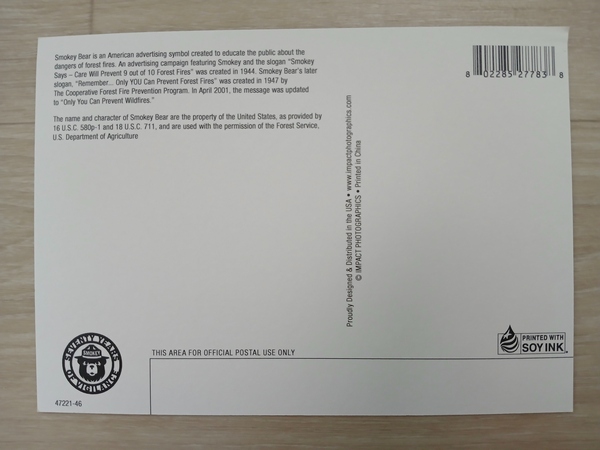 Smokey Bear is an American advertising symbol created to educate the public about the
dangers of forest fires. An advertising campaign featuring Smokey and the slogan "Smokey
Says – Care Will Prevent 9 out of 10 Forest Fires" was created in 1944. Smokey Bear's later
slogan, "Remember... Only YOU Can Prevent Forest Fires" was created in 1947 by
The Cooperative Forest Fire Prevention Program. In April 2001, the message was updated
to "Only You Can Prevent Wildfires."
The name and character of Smokey Bear are the property of the United States, as provided by
16 U.S.C. 580p-1 and 18 U.S.C. 711, and are used with the permission of the Forest Service,
U.S. Department of Agriculture
8 02285 27783 8
Proudly Designed & Distributed in the USA • www.impactphotographics.com
© IMPACT PHOTOGRAPHICS • Printed in China
SEVENTY YEARS
SMOKEY
OF VIGILANCE
47221-46
THIS AREA FOR OFFICIAL POSTAL USE ONLY
PRINTED WITH
SOY INK